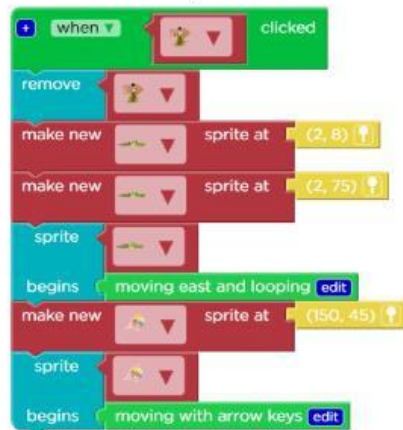 + when ▼ clicked
remove
make new sprite at (2, 8)
make new sprite at (2, 75)
sprite
begins moving east and looping edit
make new sprite at (150, 45)
sprite
begins moving with arrow keys edit